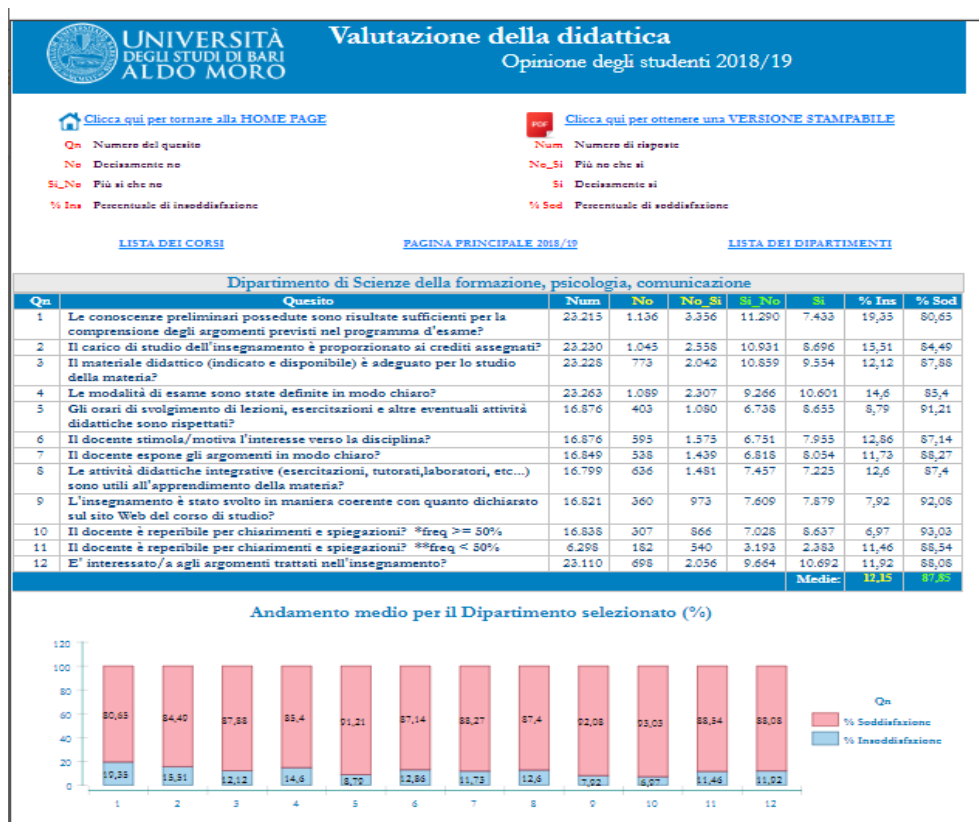 UNIVERSITÀ
DEGLI STUDI DI BARI
ALDO MORO
Valutazione della didattica
Opinione degli studenti 2018/19
Clicca qui per tornare alla HOME PAGE
PDF Clicca qui per ottenere una VERSIONE STAMPABILE
Qn Numero del quesito
Num Numero di risposte
No Decisamente no
No_Si Più no che si
Si_No Più si che no
Si Decisamente si
% Ins Percentuale di insoddisfazione
% Sod Percentuale di soddisfazione
LISTA DEI CORSI PAGINA PRINCIPALE 2018/19 LISTA DEI DIPARTIMENTI
Dipartimento di Scienze della formazione, psicologia, comunicazione
Qn Quesito Num No No_Si Si_No Si % Ins % Sod
1 Le conoscenze preliminari possedute sono risultate sufficienti per la 23.215 1.136 3.356 11.290 7.433 19,35 80,65
comprensione degli argomenti previsti nel programma d'esame?
2 Il carico di studio dell'insegnamento è proporzionato ai crediti assegnati? 23.230 1.045 2.558 10.931 8.696 15,51 84,49
3 Il materiale didattico (indicato e disponibile) è adeguato per lo studio 23.228 773 2.042 10.859 9.554 12,12 87,88
della materia?
4 Le modalità di esame sono state definite in modo chiaro? 23.263 1.089 2.307 9.266 10.601 14,6 85,4
5 Gli orari di svolgimento di lezioni, esercitazioni e altre eventuali attività 16.876 403 1.080 6.738 8.655 8,79 91,21
didattiche sono rispettati?
6 Il docente stimola/motiva l'interesse verso la disciplina? 16.876 595 1.575 6.751 7.955 12,86 87,14
7 Il docente espone gli argomenti in modo chiaro? 16.849 538 1.439 6.818 8.054 11,73 88,27
8 Le attività didattiche integrative (esercitazioni, tutorati,laboratori, etc...) 16.799 636 1.481 7.457 7.225 12,6 87,4
sono utili all'apprendimento della materia?
9 L'insegnamento è stato svolto in maniera coerente con quanto dichiarato 16.821 360 973 7.609 7.879 7,92 92,08
sul sito Web del corso di studio?
10 Il docente è reperibile per chiarimenti e spiegazioni? *freq >= 50% 16.838 307 866 7.028 8.637 6,97 93,03
11 Il docente è reperibile per chiarimenti e spiegazioni? **freq < 50% 6.298 182 540 3.193 2.383 11,46 88,54
12 E' interessato/a agli argomenti trattati nell'insegnamento? 23.110 698 2.056 9.664 10.692 11,92 88,08
Medie: 12,15 87,85
Andamento medio per il Dipartimento selezionato (%)
120
100
80
60
40
20
0
80,65 84,49 87,88 85,4 91,21 87,14 88,27 87,4 92,08 93,03 88,54 88,08
19,35 15,51 12,12 14,6 8,79 12,86 11,73 12,6 7,92 6,97 11,46 11,92
1 2 3 4 5 6 7 8 9 10 11 12
Qn
% Soddisfazione
% Insoddisfazione